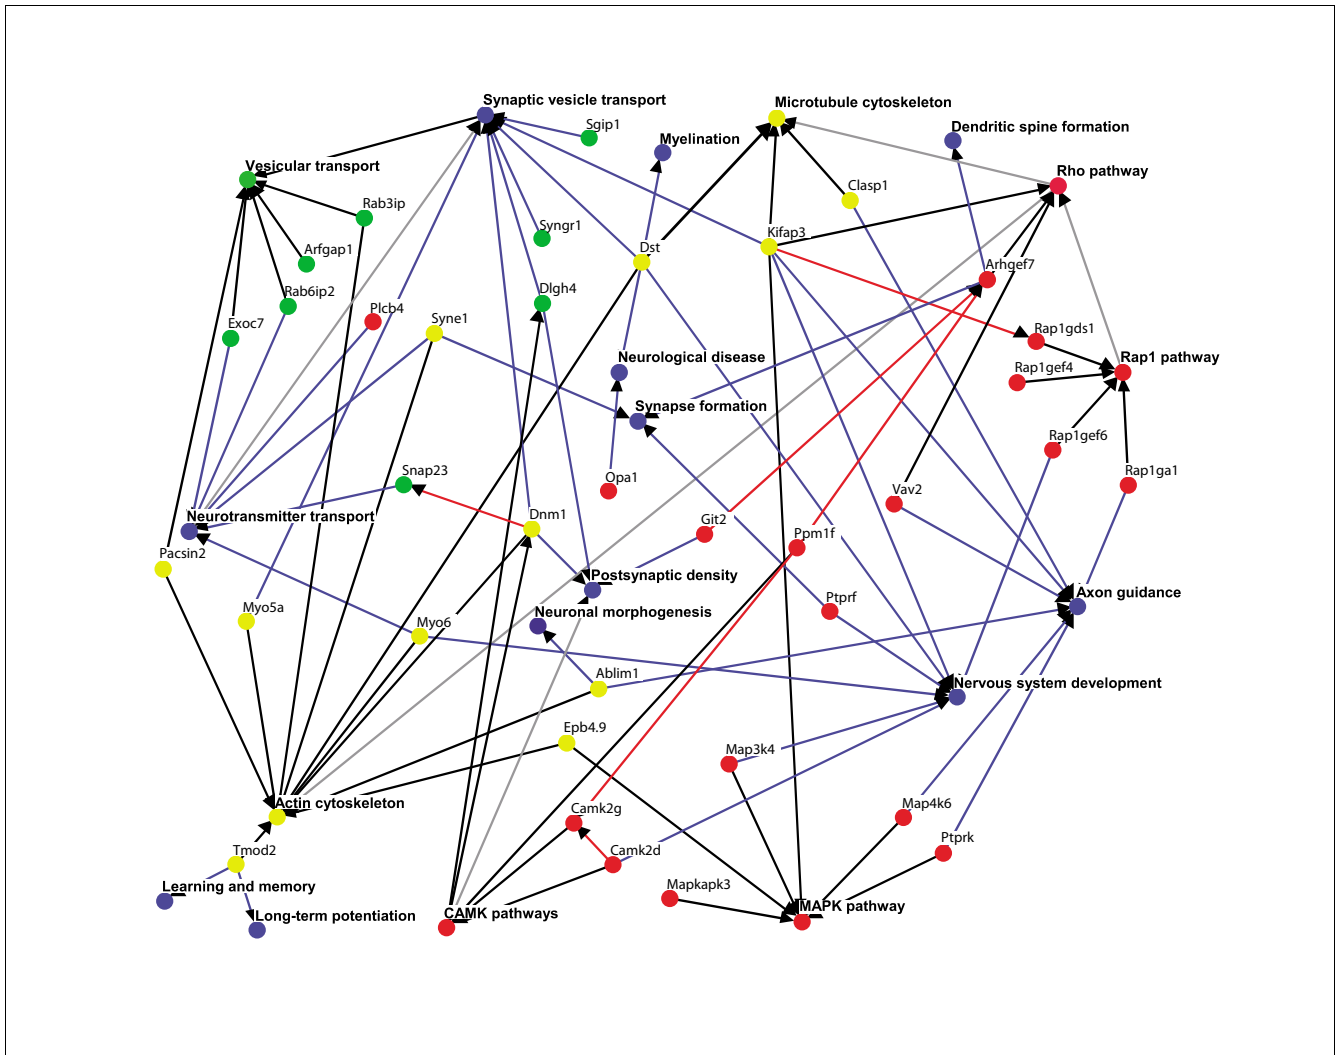 Synaptic vesicle transport
Microtubule cytoskeleton
Sgip1
Dendritic spine formation
Myelination
Vesicular transport
Rho pathway
Clasp1
Rab3ip
Syngr1
Kifap3
Arfgap1
Dst
Arhgef7
Dlgh4
Rab6ip2
Plcb4
Exoc7
Syne1
Rap1gds1
Neurological disease
Rap1 pathway
Rap1gef4
Synapse formation
Rap1gef6
Snap23
Opa1
Rap1ga1
Vav2
Neurotransmitter transport
Dnm1
Git2
Ppm1f
Pacsin2
Postsynaptic density
Axon guidance
Myo5a
Neuronal morphogenesis
Ptprf
Myo6
Ablim1
Nervous system development
Epb4.9
Map3k4
Actin cytoskeleton
Camk2g
Map4k6
Ptprk
Tmod2
Camk2d
Learning and memory
Mapkapk3
Long-term potentiation
CAMK pathways
MAPK pathway